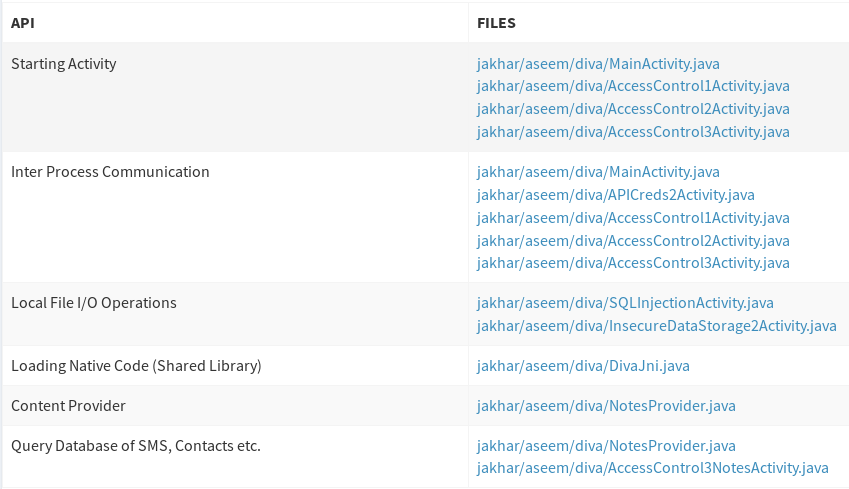 API FILES
Starting Activity jakhar/aseem/diva/MainActivity.java
jakhar/aseem/diva/AccessControl1Activity.java
jakhar/aseem/diva/AccessControl2Activity.java
jakhar/aseem/diva/AccessControl3Activity.java
Inter Process Communication jakhar/aseem/diva/MainActivity.java
jakhar/aseem/diva/APICreds2Activity.java
jakhar/aseem/diva/AccessControl1Activity.java
jakhar/aseem/diva/AccessControl2Activity.java
jakhar/aseem/diva/AccessControl3Activity.java
Local File I/O Operations jakhar/aseem/diva/SQLInjectionActivity.java
jakhar/aseem/diva/InsecureDataStorage2Activity.java
Loading Native Code (Shared Library) jakhar/aseem/diva/DivaJni.java
Content Provider jakhar/aseem/diva/NotesProvider.java
Query Database of SMS, Contacts etc. jakhar/aseem/diva/NotesProvider.java
jakhar/aseem/diva/AccessControl3NotesActivity.java